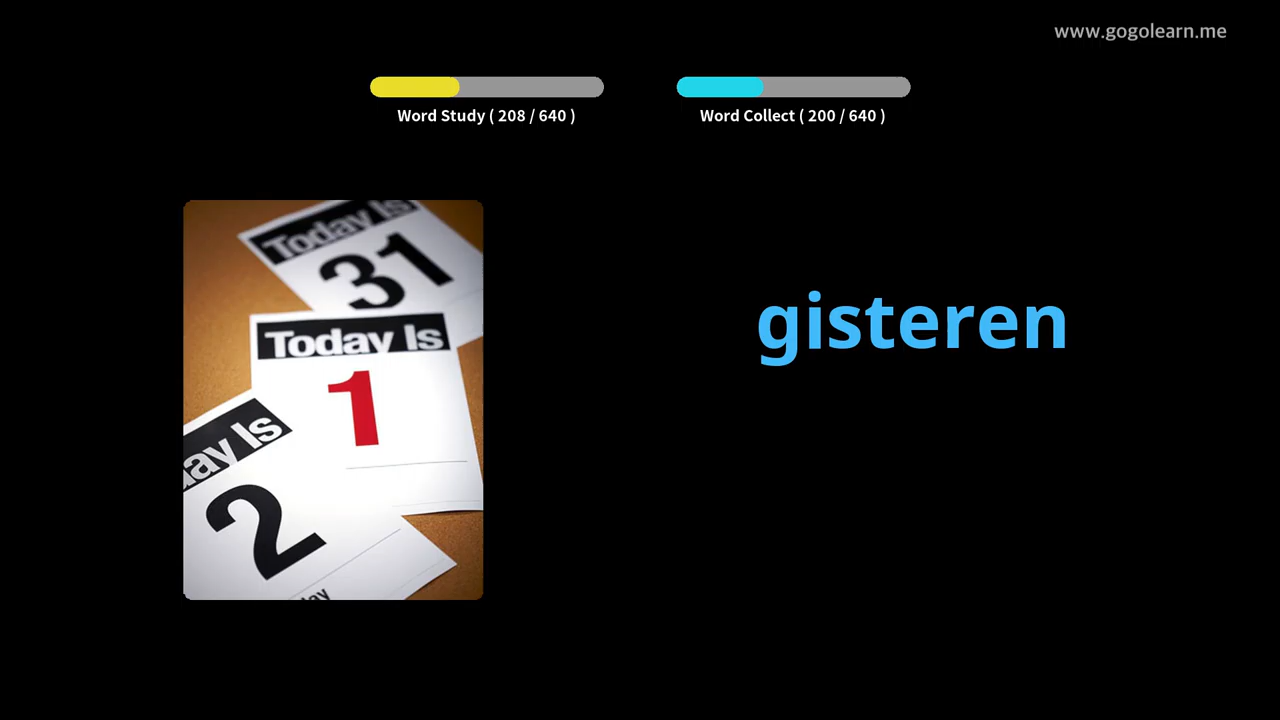 www.gogolearn.me
Word Study ( 208 / 640 )
Word Collect ( 200 / 640 )
Today Is
31
Today Is
1
gisteren
ay Is
2
ay